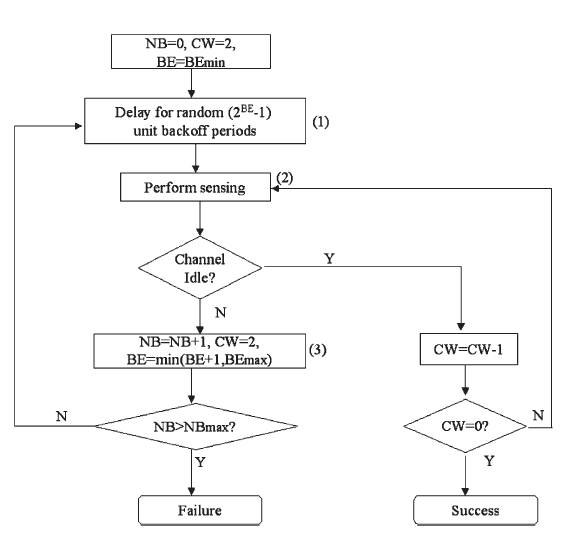 NB=0, CW=2,
BE=BEmin
Delay for random (2^BE-1)
unit backoff periods
(1)
Perform sensing
(2)
Channel
Idle?
Y
N
NB=NB+1, CW=2,
BE=min(BE+1,BEmax)
(3)
CW=CW-1
N
NB>NBmax?
Y
CW=0?
N
Y
Failure
Success